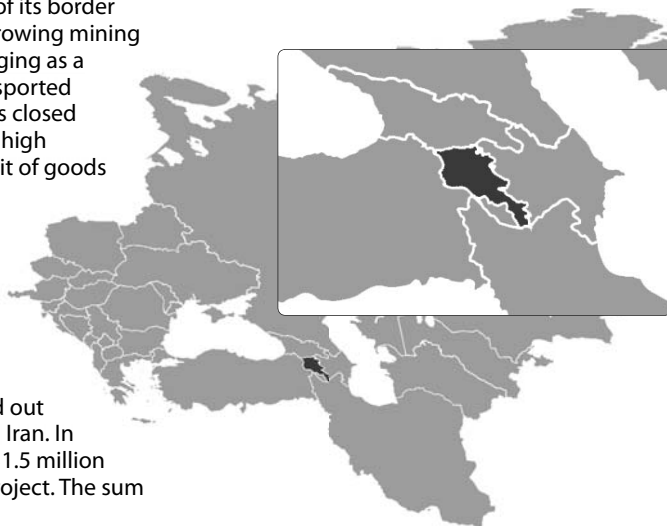 of its border
rowing mining
ging as a
sported
s closed
high
it of goods
d out
Iran. In
1.5 million
roject. The sum